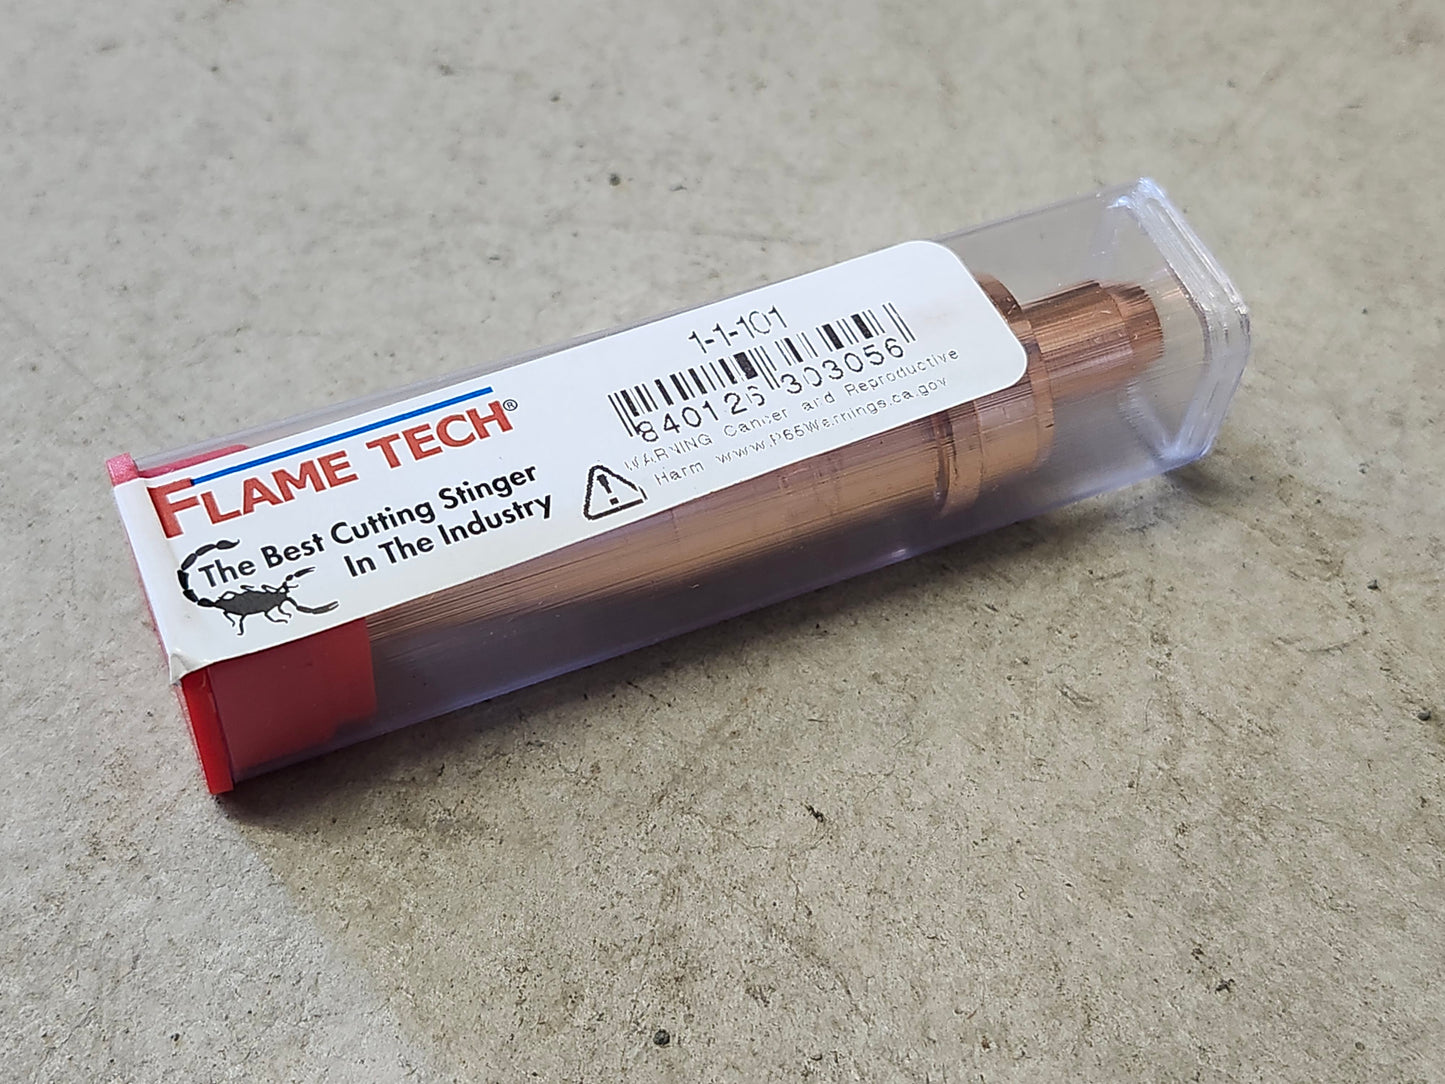 FLAME TECH®
The Best Cutting Stinger
In The Industry
1-1-101
840126 303056
WARNING Cancer and Reproductive
Harm www.P65Warnings.ca.gov